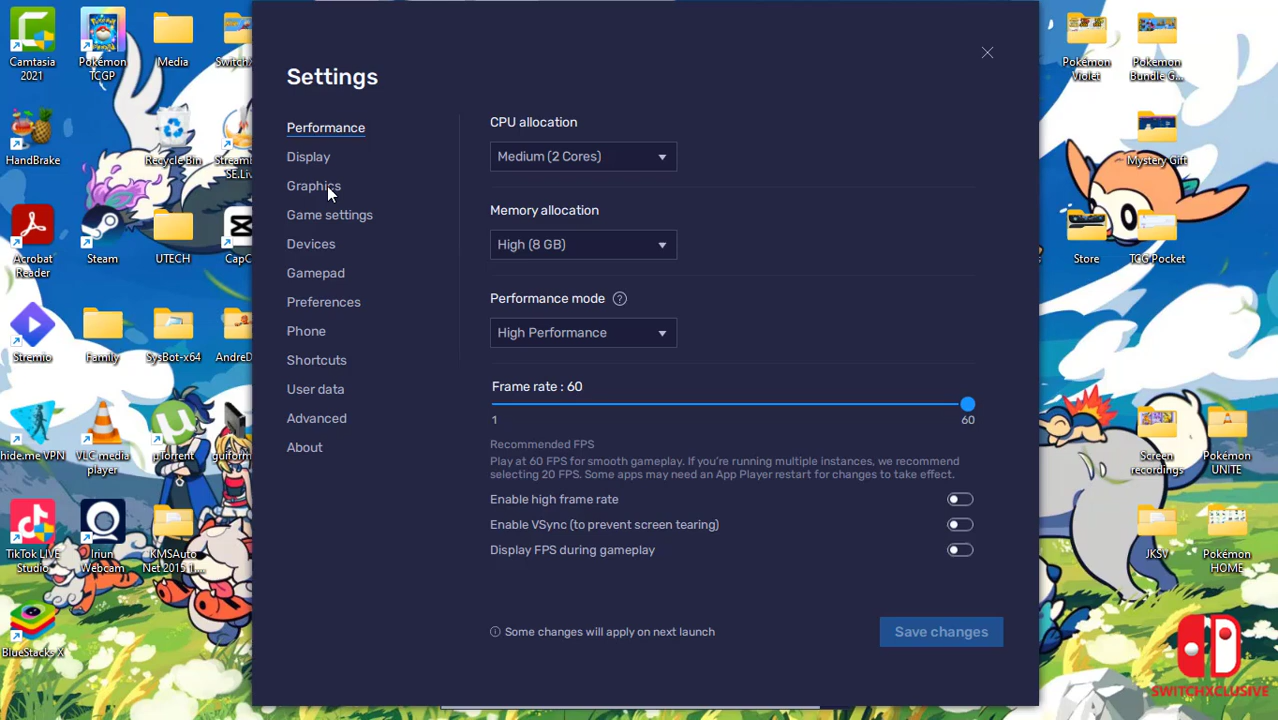 Settings
Performance
Display
Graphics
Game settings
Devices
Gamepad
Preferences
Phone
Shortcuts
User data
Advanced
About
CPU allocation
Medium (2 Cores)
Memory allocation
High (8 GB)
Performance mode ?
High Performance
Frame rate : 60
1
60
Recommended FPS
Play at 60 FPS for smooth gameplay. If you're running multiple instances, we recommend
selecting 20 FPS. Some apps may need an App Player restart for changes to take effect.
Enable high frame rate
Enable VSync (to prevent screen tearing)
Display FPS during gameplay
Some changes will apply on next launch
Save changes
Camtasia
2021
Pokémon
TCGP
Media
HandBrake
Recycle Bin
Acrobat
Reader
Steam
UTECH
Stremio
Family
SysBot-x64
hide.me VPN
VLC media
player
µTorrent
TikTok LIVE
Studio
Iriun
Webcam
KMSAuto
BlueStacks X
Pokémon
Violet
Pokémon
Bundle G...
Mystery Gift
Store
TCG Pocket
Screen
recordings
Pokémon
UNITE
JKSV
Pokémon
HOME
SWITCHXCLUSIVE